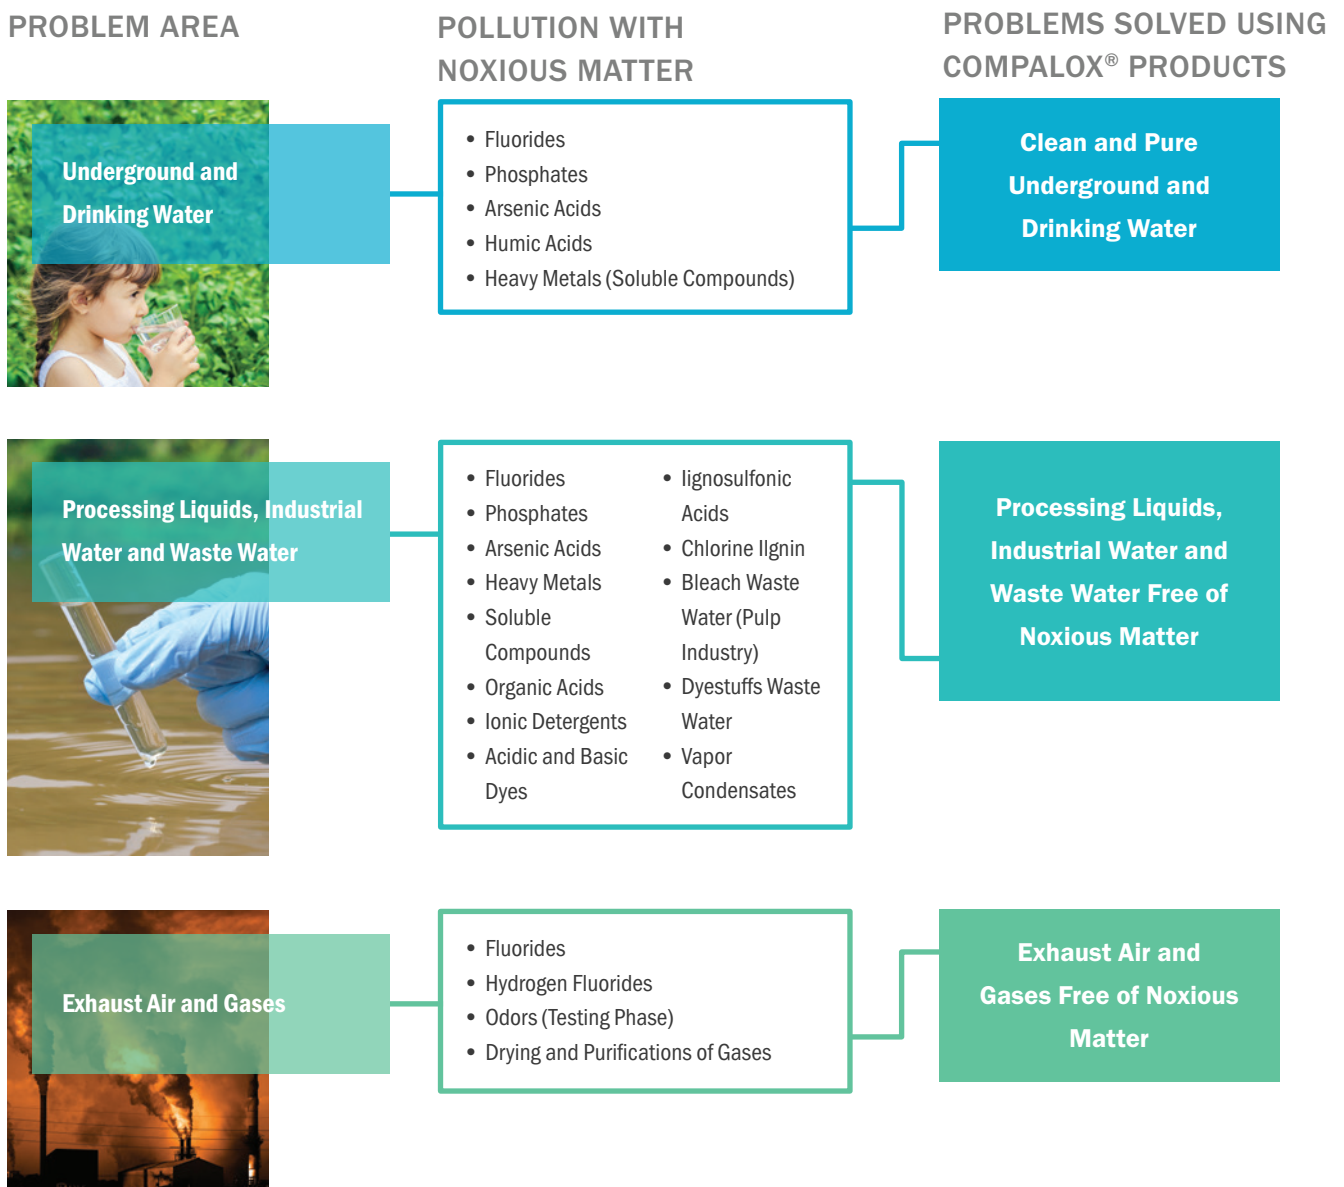 PROBLEM AREA
POLLUTION WITH
NOXIOUS MATTER
PROBLEMS SOLVED USING
COMPALOX® PRODUCTS
Underground and
Drinking Water
• Fluorides
• Phosphates
• Arsenic Acids
• Humic Acids
• Heavy Metals (Soluble Compounds)
Clean and Pure
Underground and
Drinking Water
Processing Liquids, Industrial
Water and Waste Water
• Fluorides
• Phosphates
• Arsenic Acids
• Heavy Metals
• Soluble
Compounds
• Organic Acids
• Ionic Detergents
• Acidic and Basic
Dyes
• lignosulfonic
Acids
• Chlorine llgnin
• Bleach Waste
Water (Pulp
Industry)
• Dyestuffs Waste
Water
• Vapor
Condensates
Processing Liquids,
Industrial Water and
Waste Water Free of
Noxious Matter
Exhaust Air and Gases
• Fluorides
• Hydrogen Fluorides
• Odors (Testing Phase)
• Drying and Purifications of Gases
Exhaust Air and
Gases Free of Noxious
Matter